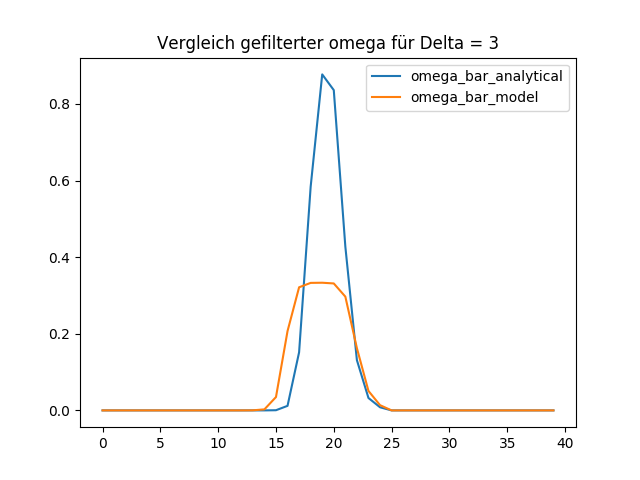 Vergleich gefilterter omega für Delta = 3
omega_bar_analytical
omega_bar_model
0.8
0.6
0.4
0.2
0.0
0 5 10 15 20 25 30 35 40